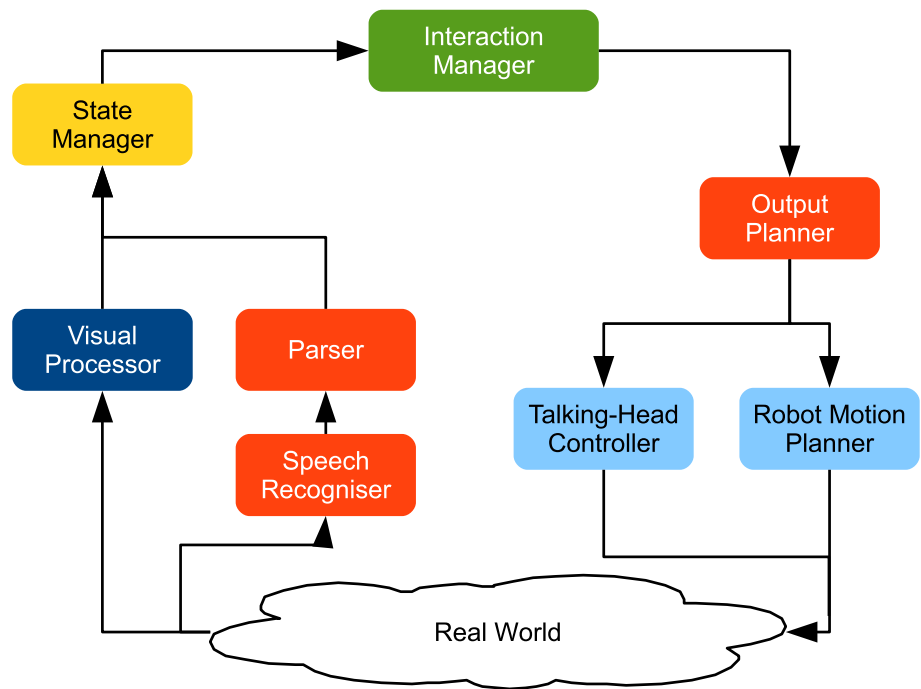 Interaction
Manager
State
Manager
Output
Planner
Visual
Processor
Parser
Talking-Head
Controller
Robot Motion
Planner
Speech
Recogniser
Real World